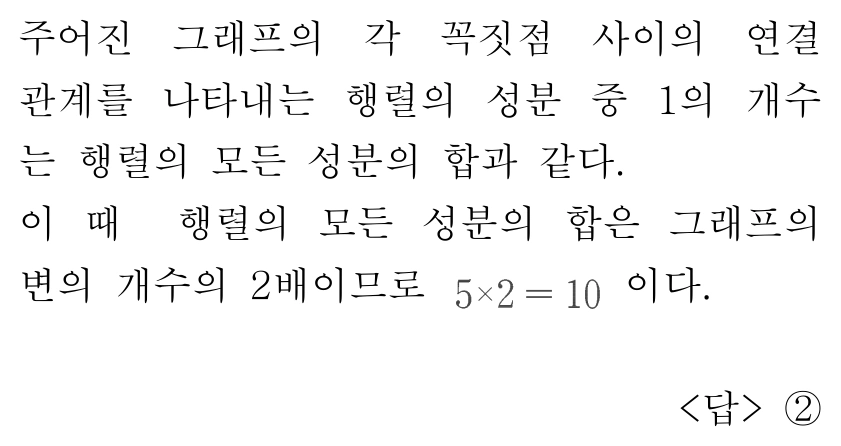 주어진 그래프의 각 꼭짓점 사이의 연결
관계를 나타내는 행렬의 성분 중 1의 개수
는 행렬의 모든 성분의 합과 같다.
이 때 행렬의 모든 성분의 합은 그래프의
변의 개수의 2배이므로 5×2=10 이다.
<답> ②